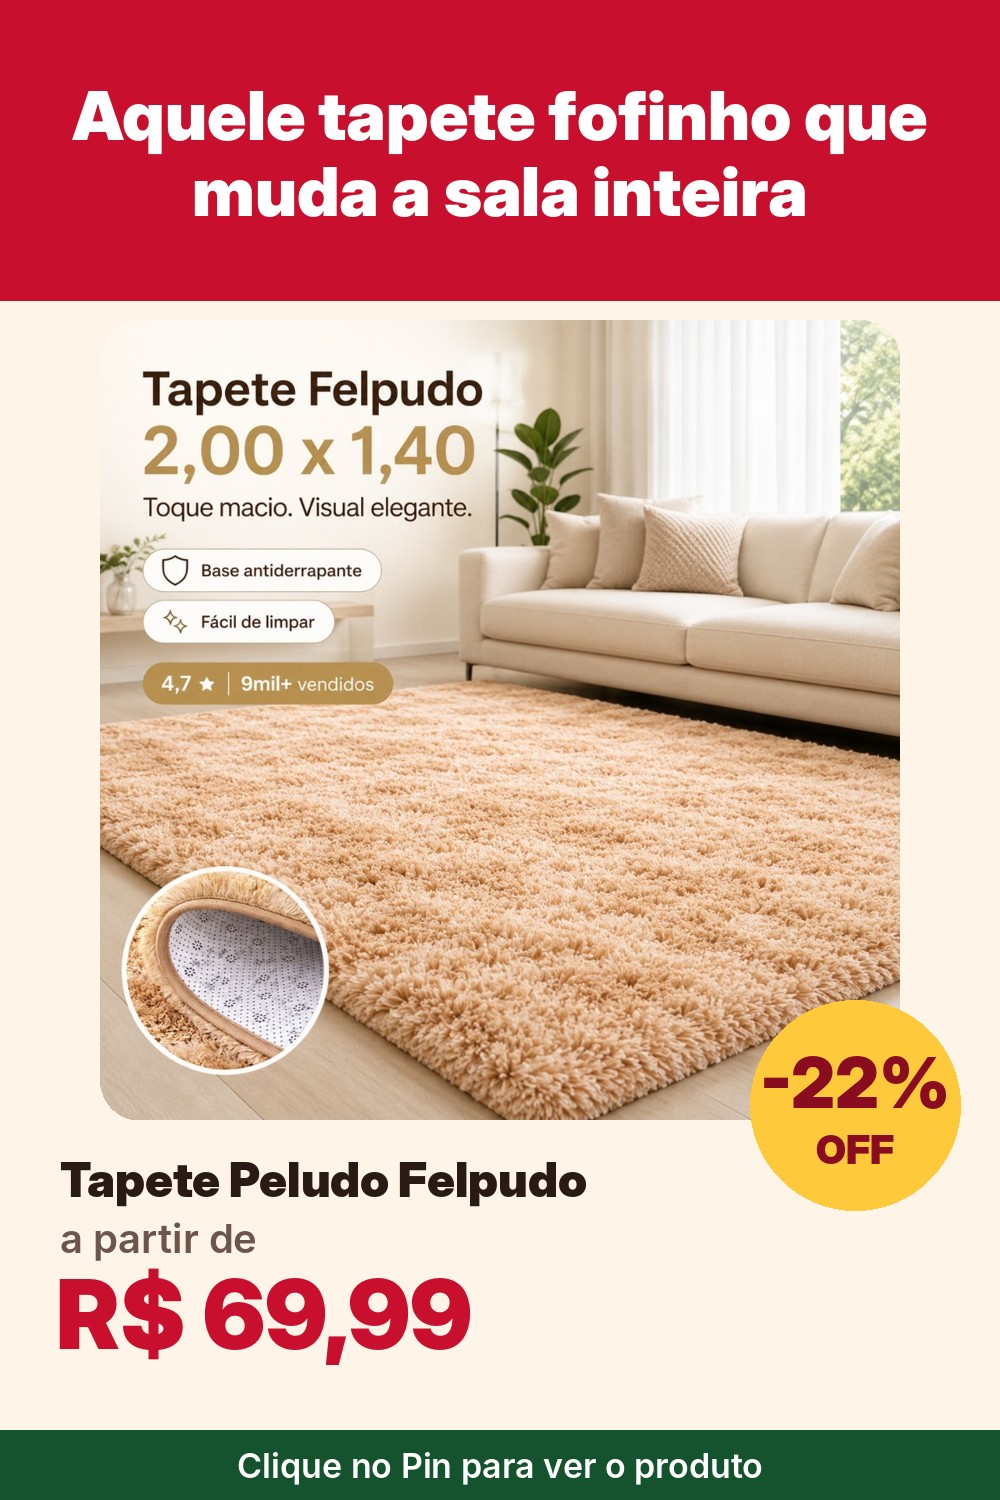 Aquele tapete fofinho que
muda a sala inteira
Tapete Felpudo
2,00 x 1,40
Toque macio. Visual elegante.
Base antiderrapante
Fácil de limpar
4,7 ★ | 9mil+ vendidos
-22%
OFF
Tapete Peludo Felpudo
a partir de
R$ 69,99
Clique no Pin para ver o produto